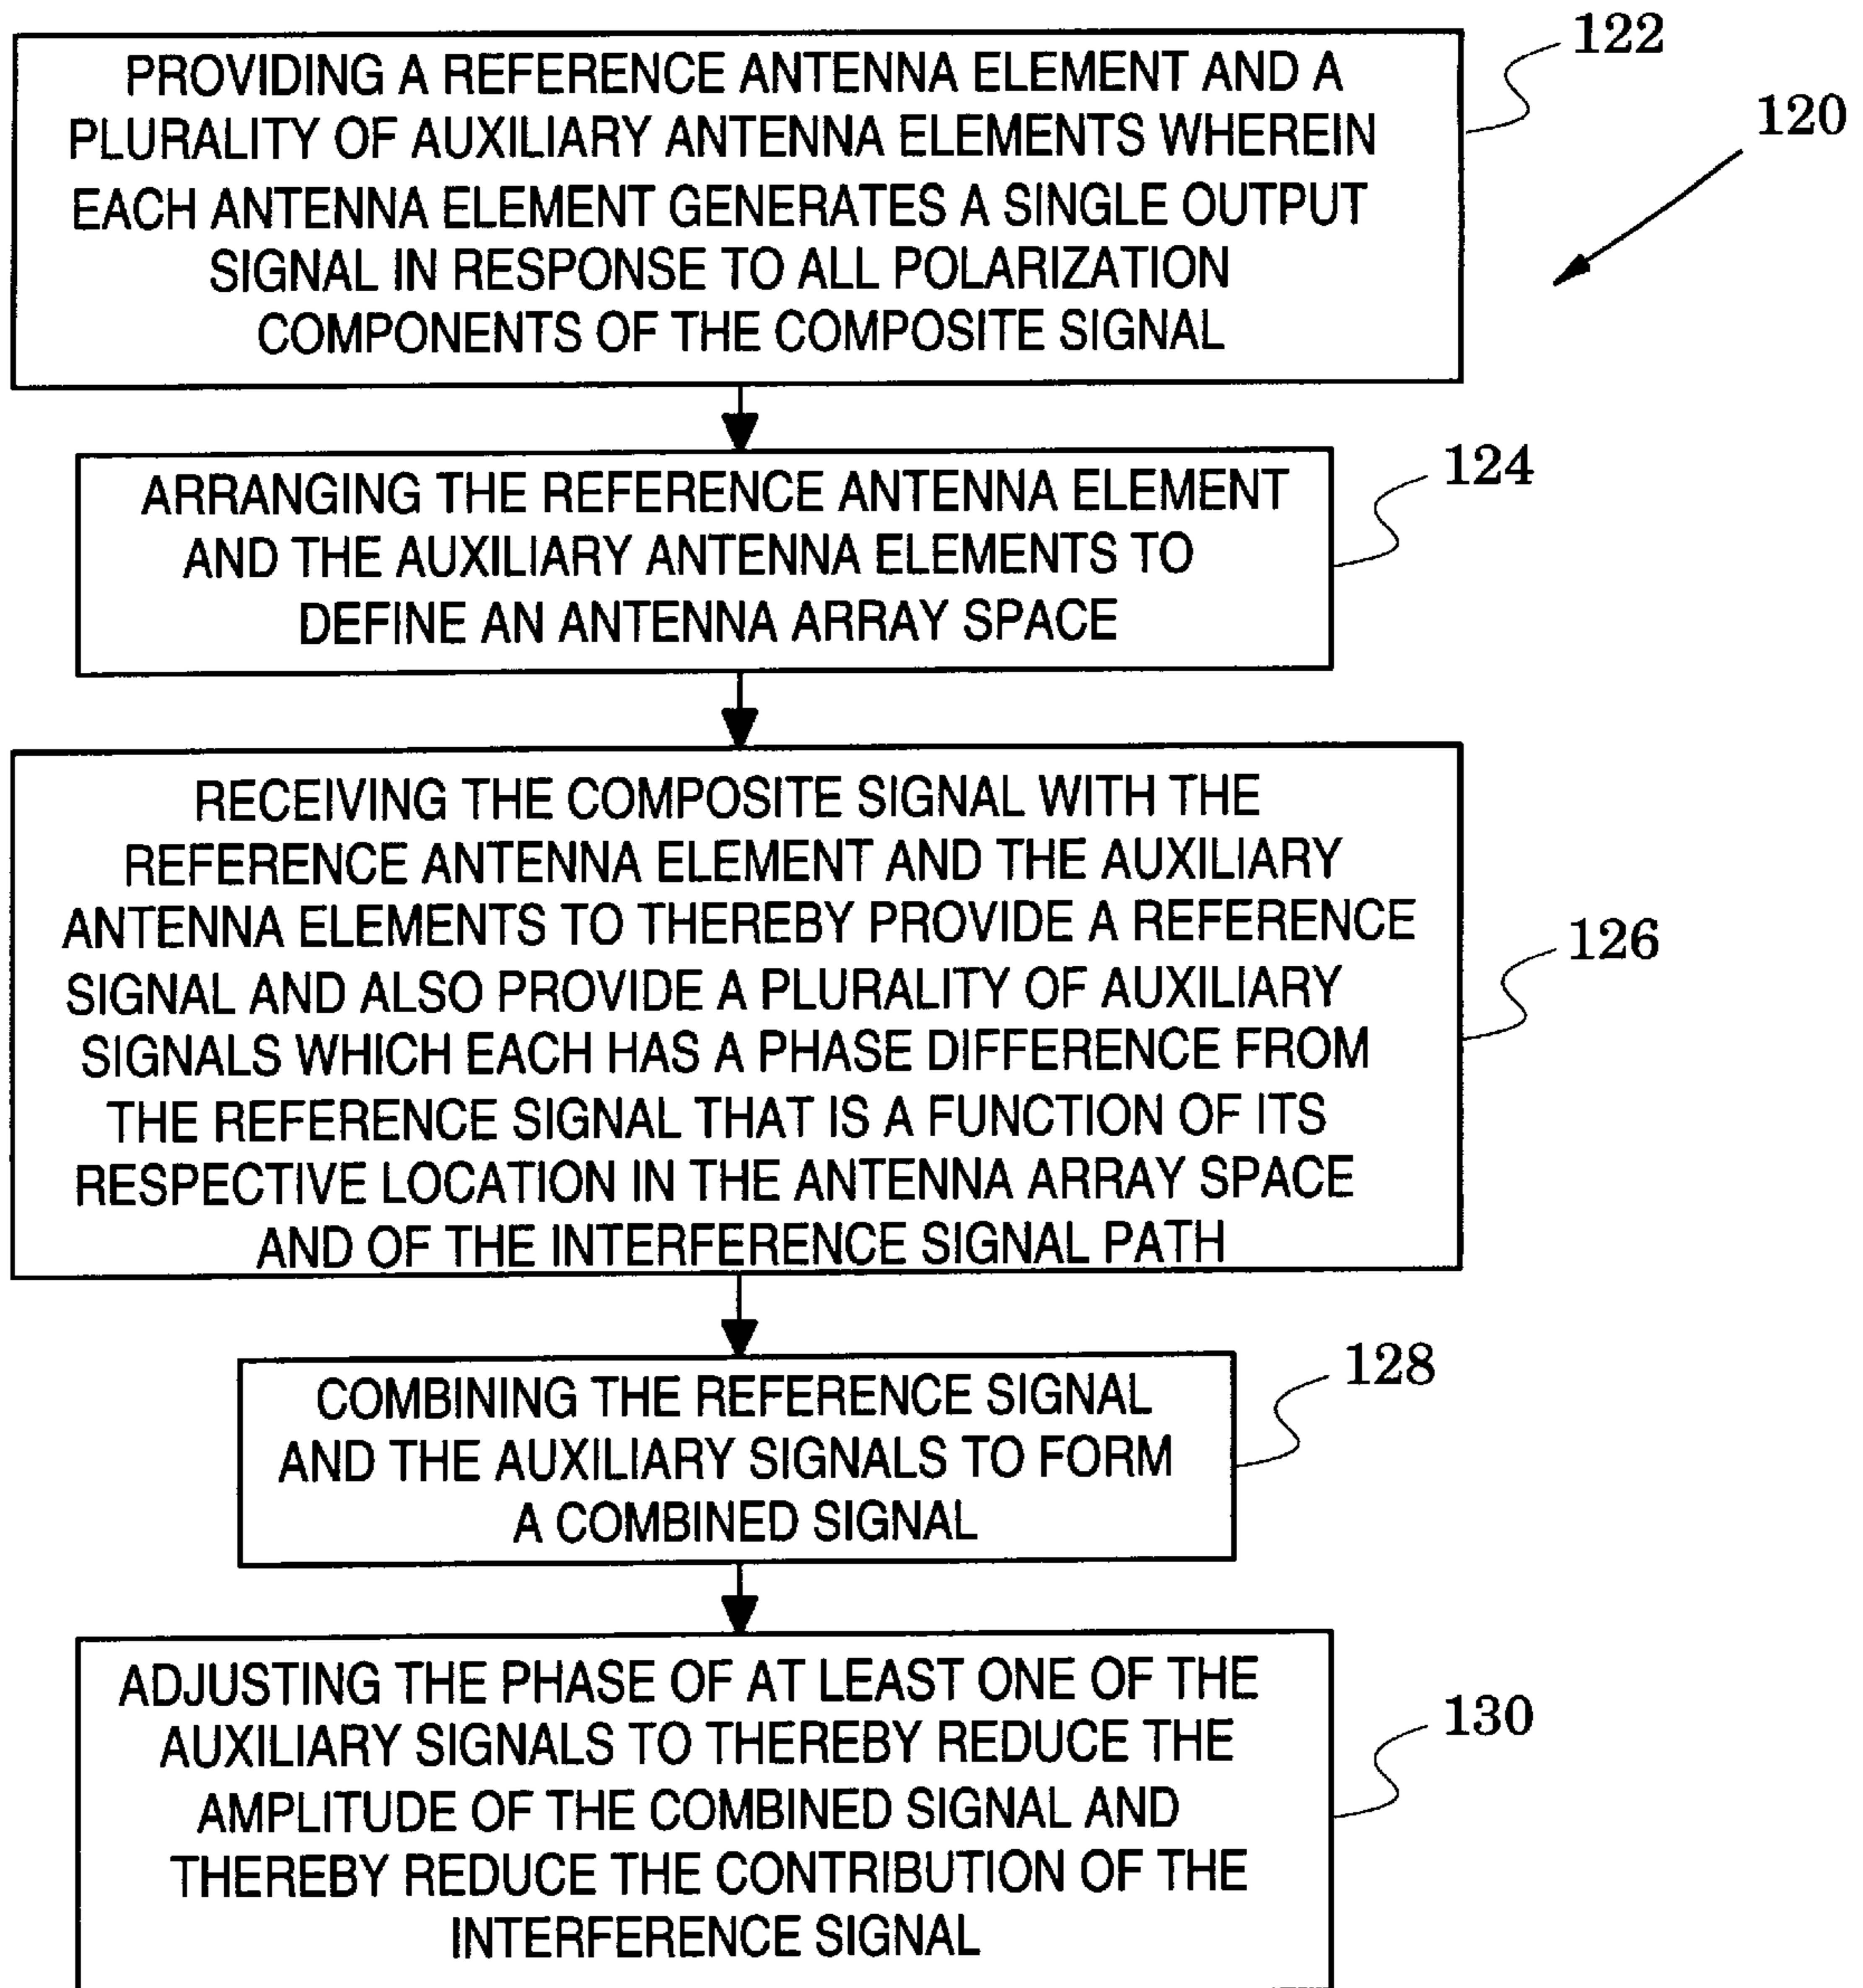 PROVIDING A REFERENCE ANTENNA ELEMENT AND A
PLURALITY OF AUXILIARY ANTENNA ELEMENTS WHEREIN
EACH ANTENNA ELEMENT GENERATES A SINGLE OUTPUT
SIGNAL IN RESPONSE TO ALL POLARIZATION
COMPONENTS OF THE COMPOSITE SIGNAL
122
120
ARRANGING THE REFERENCE ANTENNA ELEMENT
AND THE AUXILIARY ANTENNA ELEMENTS TO
DEFINE AN ANTENNA ARRAY SPACE
124
RECEIVING THE COMPOSITE SIGNAL WITH THE
REFERENCE ANTENNA ELEMENT AND THE AUXILIARY
ANTENNA ELEMENTS TO THEREBY PROVIDE A REFERENCE
SIGNAL AND ALSO PROVIDE A PLURALITY OF AUXILIARY
SIGNALS WHICH EACH HAS A PHASE DIFFERENCE FROM
THE REFERENCE SIGNAL THAT IS A FUNCTION OF ITS
RESPECTIVE LOCATION IN THE ANTENNA ARRAY SPACE
AND OF THE INTERFERENCE SIGNAL PATH
126
COMBINING THE REFERENCE SIGNAL
AND THE AUXILIARY SIGNALS TO FORM
A COMBINED SIGNAL
128
ADJUSTING THE PHASE OF AT LEAST ONE OF THE
AUXILIARY SIGNALS TO THEREBY REDUCE THE
AMPLITUDE OF THE COMBINED SIGNAL AND
THEREBY REDUCE THE CONTRIBUTION OF THE
INTERFERENCE SIGNAL
130